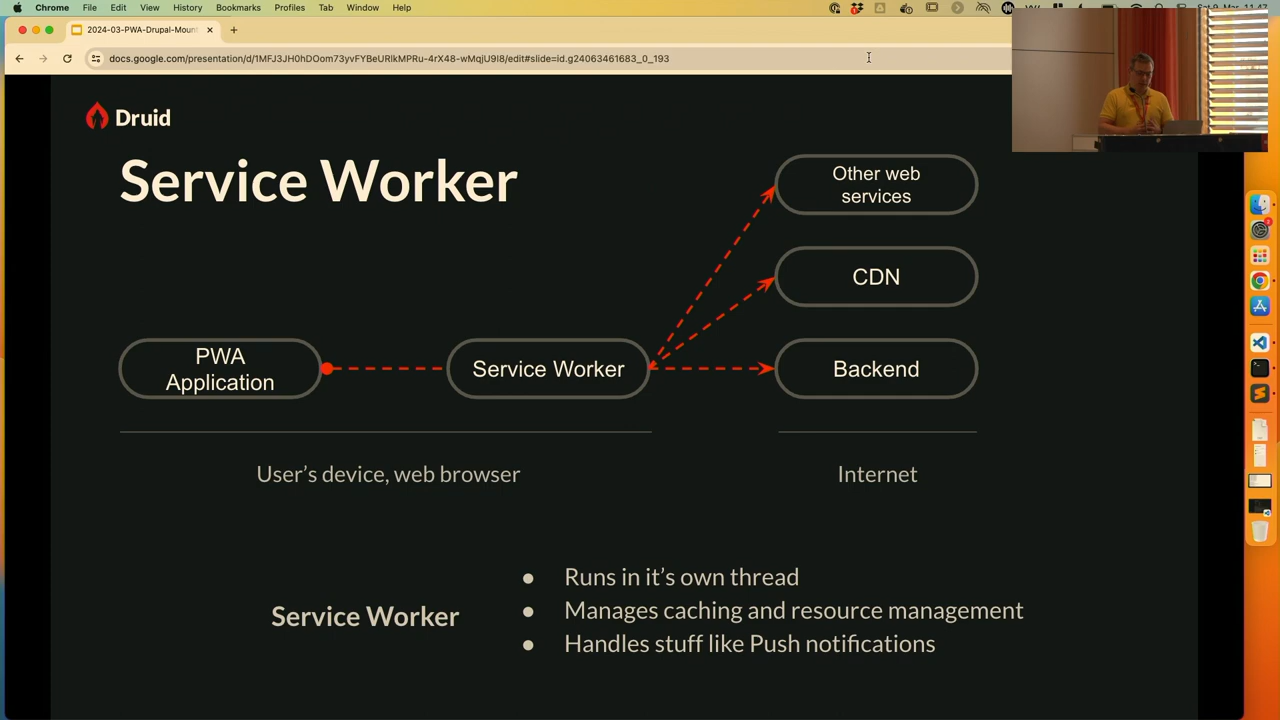 Chrome File Edit View History Bookmarks Profiles Tab Window Help
2024-03-PWA-Drupal-Moun
docs.google.com/presentation/d/1MFJ3JH0hDOom73yvFYBeURlkMPRu-4rX48-wMqjU9I8/edit#slide=id.g24063461683_0_193
Druid
Service Worker
Other web
services
CDN
PWA
Application
Service Worker
Backend
User's device, web browser
Internet
Service Worker
● Runs in it's own thread
● Manages caching and resource management
● Handles stuff like Push notifications